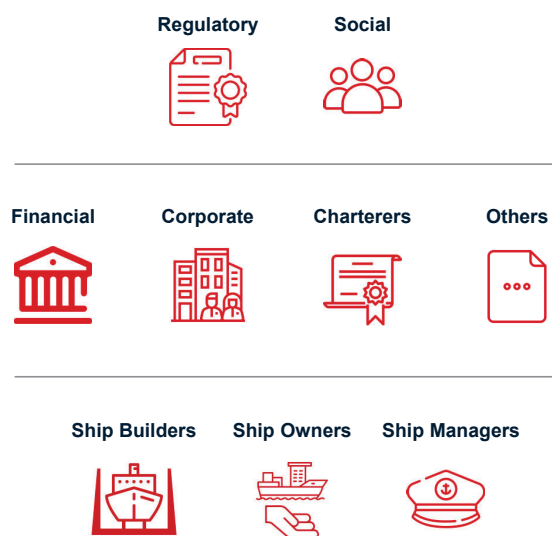 Regulatory Social
Financial Corporate Charterers Others
Ship Builders Ship Owners Ship Managers